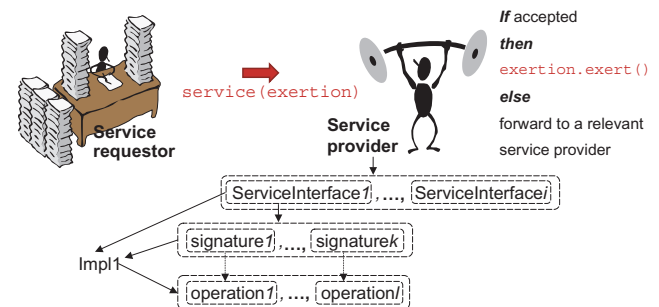 If accepted
then
exertion.exert()
else
forward to a relevant
service provider
service(exertion)
Service
requestor
Service
provider
ServiceInterface1,…, ServiceInterfacei
signature1,…, signaturek
Impl1
operation1,…, operationl